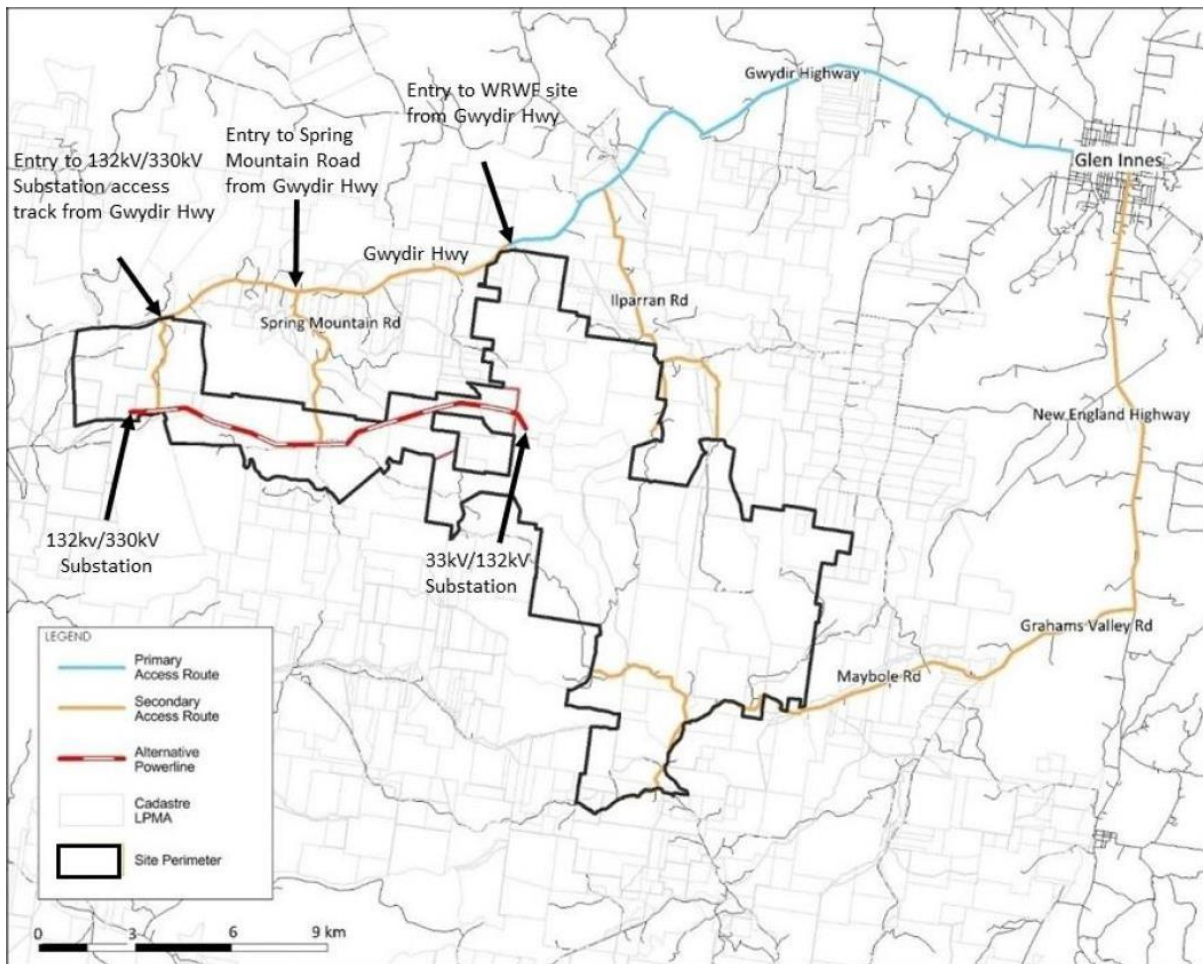 Gwydir Highway
Entry to WRWF site
from Gwydir Hwy
Entry to Spring
Mountain Road
from Gwydir Hwy
Glen Innes
Entry to 132kV/330kV
Substation access
track from Gwydir Hwy
Gwydir Hwy
Ilparran Rd
Spring Mountain Rd
New England Highway
132kv/330kV
Substation
33kV/132kV
Substation
Grahams Valley Rd
Maybole Rd
LEGEND
Primary
Access Route
Secondary
Access Route
Alternative
Powerline
Cadastre
LPMA
Site Perimeter
0 3 6 9 km